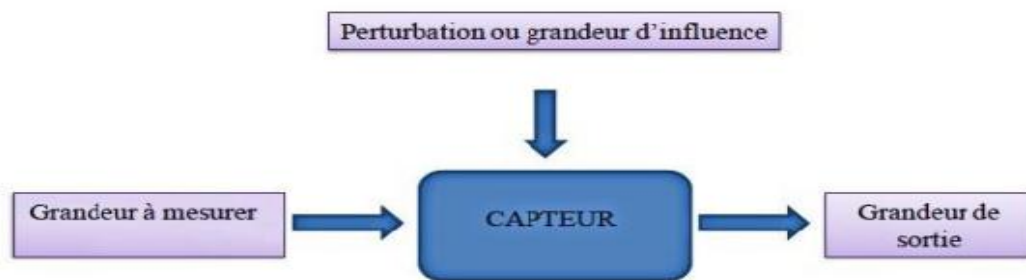 Perturbation ou grandeur d’influence
Grandeur à mesurer
CAPTEUR
Grandeur de
sortie